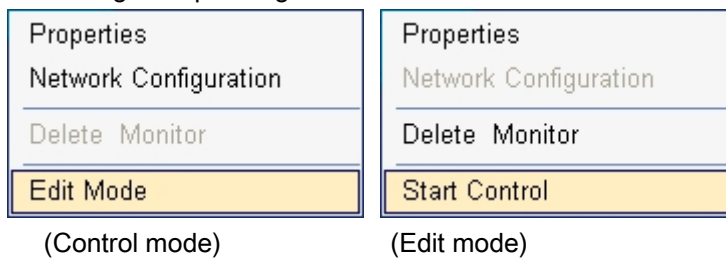 Properties
Network Configuration
Delete Monitor
Edit Mode
(Control mode)
Properties
Network Configuration
Delete Monitor
Start Control
(Edit mode)